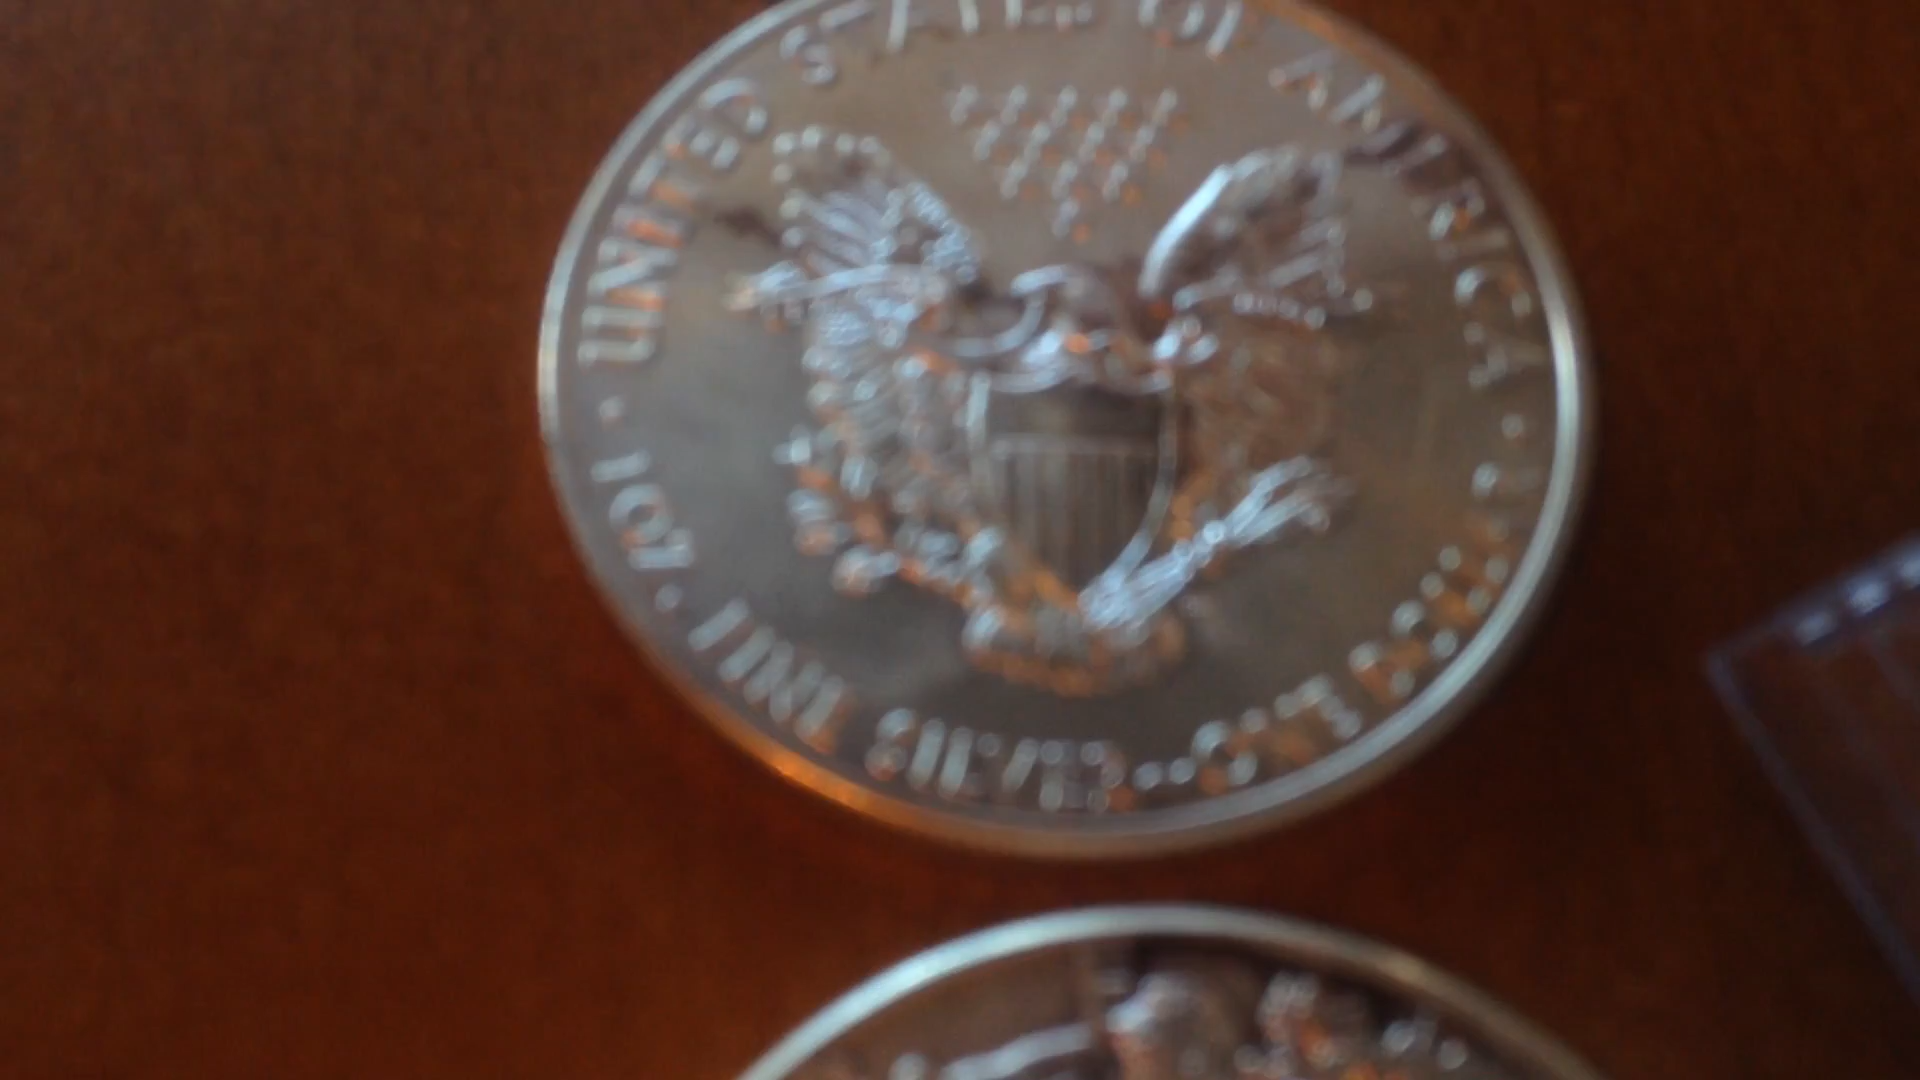 UNITED STATES OF AMERICA
1 OZ. FINE SILVER~ONE DOLLAR